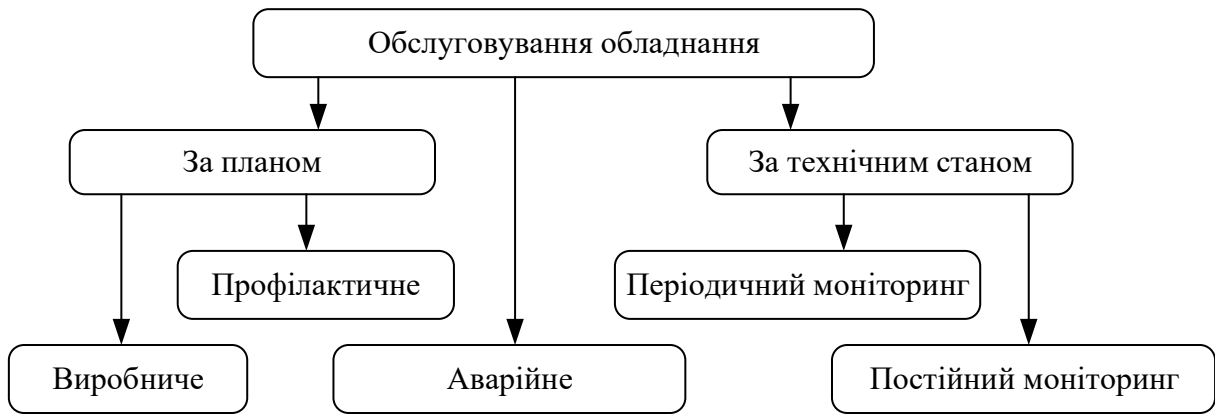 Обслуговування обладнання
За планом
За технічним станом
Профілактичне
Періодичний моніторинг
Виробниче
Аварійне
Постійний моніторинг